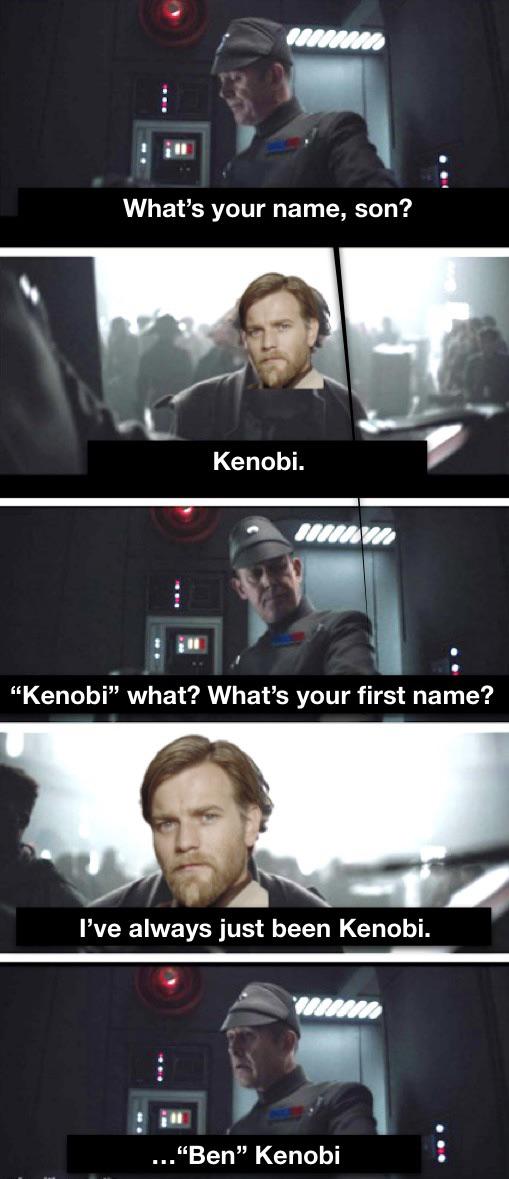 What’s your name, son?
Kenobi.
“Kenobi” what? What’s your first name?
I’ve always just been Kenobi.
…“Ben” Kenobi